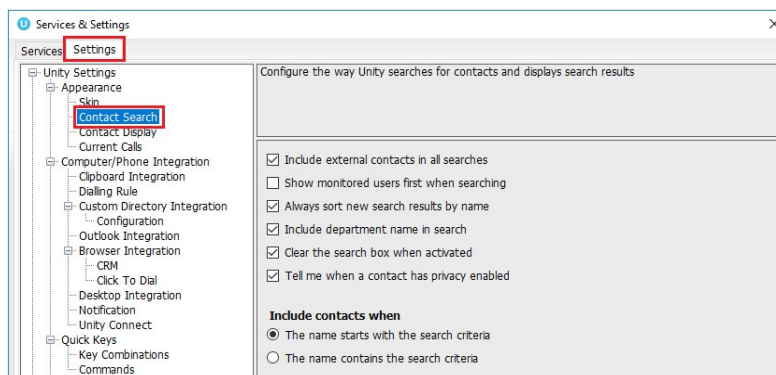 Services & Settings
Services
Settings
Unity Settings
Appearance
Skin
Contact Search
Contact Display
Current Calls
Computer/Phone Integration
Clipboard Integration
Dialling Rule
Custom Directory Integration
Configuration
Outlook Integration
Browser Integration
CRM
Click To Dial
Desktop Integration
Notification
Unity Connect
Quick Keys
Key Combinations
Commands
Configure the way Unity searches for contacts and displays search results
Include external contacts in all searches
Show monitored users first when searching
Always sort new search results by name
Include department name in search
Clear the search box when activated
Tell me when a contact has privacy enabled
Include contacts when
The name starts with the search criteria
The name contains the search criteria